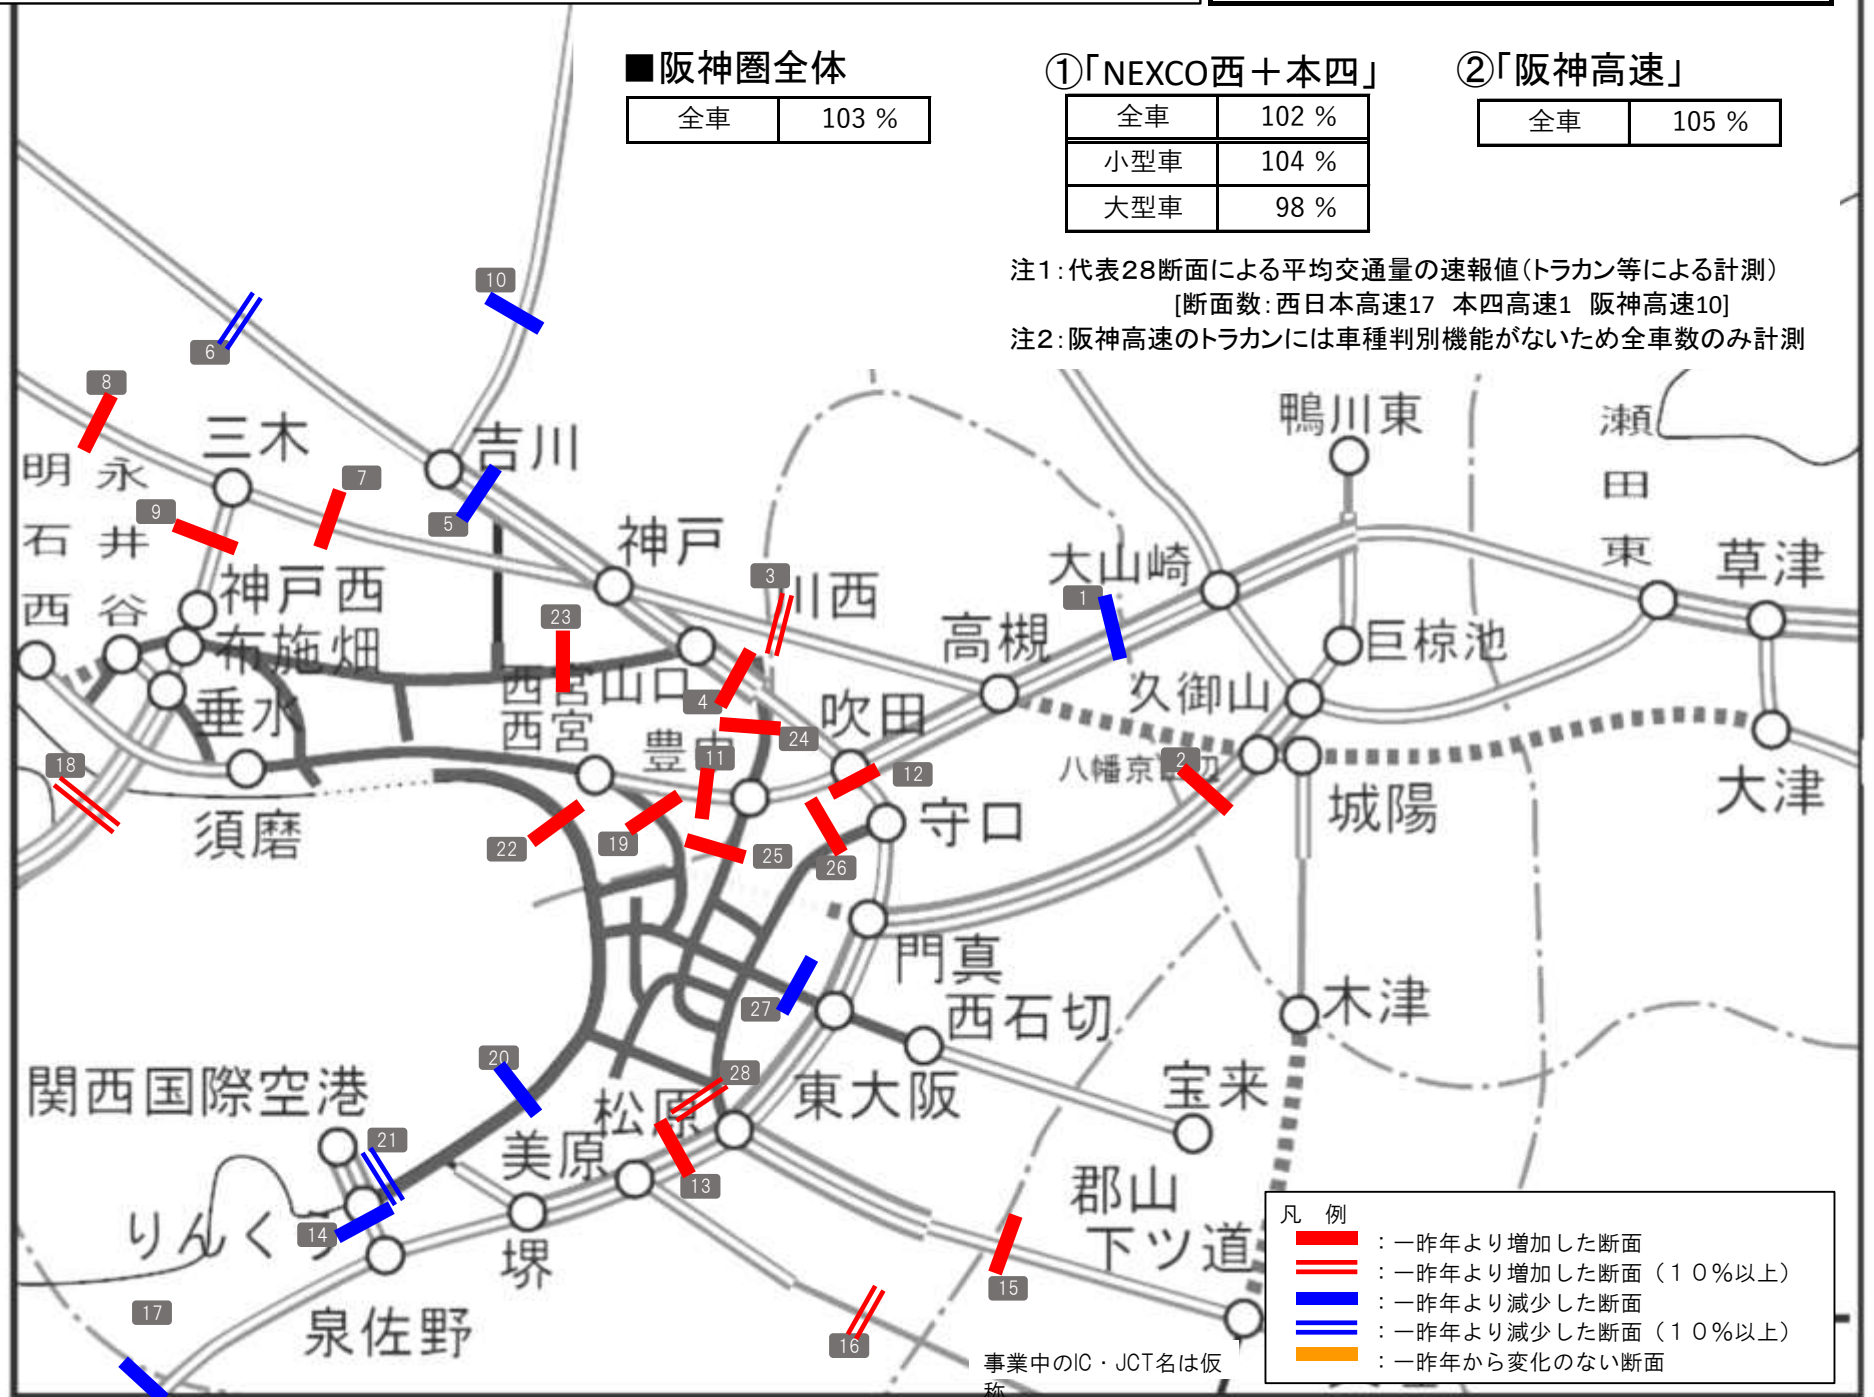 ■阪神圏全体
全車 103 %
①「NEXCO西＋本四」
全車 102 %
小型車 104 %
大型車 98 %
②「阪神高速」
全車 105 %
注1：代表28断面による平均交通量の速報値（トラカン等による計測）
[断面数：西日本高速17 本四高速1 阪神高速10]
注2：阪神高速のトラカンには車種判別機能がないため全車数のみ計測
10
6
8
三木
吉川
鴨川東
瀬田東
明石西
永井谷
7
9
5
神戸
大山崎
草津
3
川西
1
神戸西
23
高槻
巨椋池
布施畑
西宮山口
4
久御山
垂水
西宮
吹田
24
豊中
11
12
八幡京田辺
2
18
大津
須磨
守口
城陽
22
19
25
26
門真
27
西石切
木津
20
関西国際空港
松原
28
東大阪
宝来
21
美原
13
郡山
下ツ道
りんくう
14
堺
15
17
泉佐野
16
事業中のIC・JCT名は仮
称
凡 例
：一昨年より増加した断面
：一昨年より増加した断面（１０％以上）
：一昨年より減少した断面
：一昨年より減少した断面（１０％以上）
：一昨年から変化のない断面